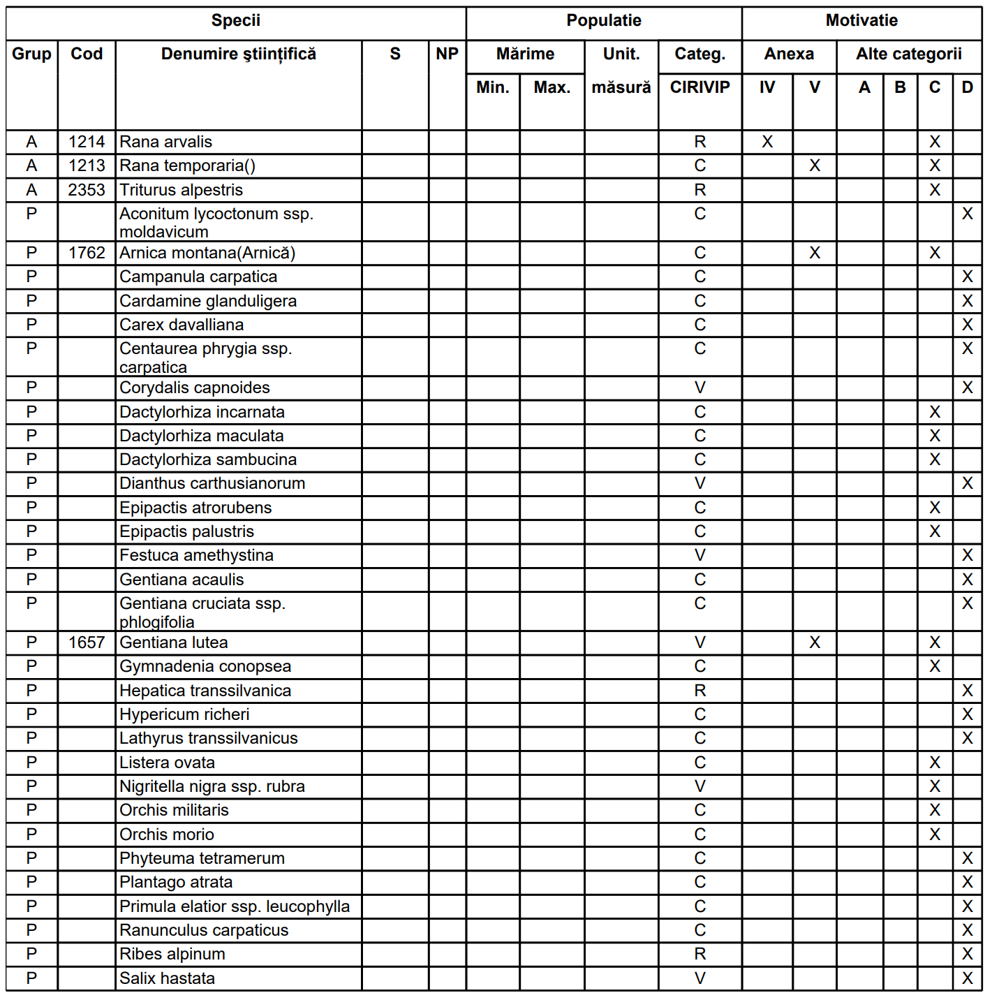 Specii Populatie Motivatie
Grup Cod Denumire ştiințifică S NP Mărime Unit. Categ. Anexa Alte categorii
Min. Max. măsură CIRIVIP IV V A B C D
A 1214 Rana arvalis R X X
A 1213 Rana temporaria() C X X
A 2353 Triturus alpestris R X
P Aconitum lycoctonum ssp. C X
moldavicum
P 1762 Arnica montana(Arnică) C X X
P Campanula carpatica C X
P Cardamine glanduligera C X
P Carex davalliana C X
P Centaurea phrygia ssp. C X
carpatica
P Corydalis capnoides V X
P Dactylorhiza incarnata C X
P Dactylorhiza maculata C X
P Dactylorhiza sambucina C X
P Dianthus carthusianorum V X
P Epipactis atrorubens C X
P Epipactis palustris C X
P Festuca amethystina V X
P Gentiana acaulis C X
P Gentiana cruciata ssp. C X
phlogifolia
P 1657 Gentiana lutea V X X
P Gymnadenia conopsea C X
P Hepatica transsilvanica R X
P Hypericum richeri C X
P Lathyrus transsilvanicus C X
P Listera ovata C X
P Nigritella nigra ssp. rubra V X
P Orchis militaris C X
P Orchis morio C X
P Phyteuma tetramerum C X
P Plantago atrata C X
P Primula elatior ssp. leucophylla C X
P Ranunculus carpaticus C X
P Ribes alpinum R X
P Salix hastata V X